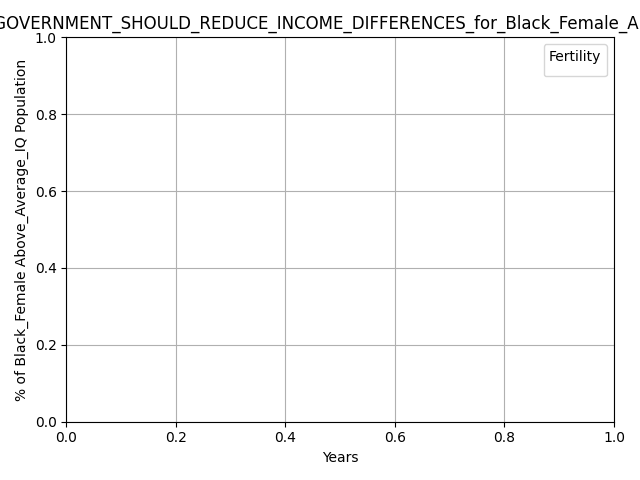 GOVERNMENT_SHOULD_REDUCE_INCOME_DIFFERENCES_for_Black_Female_A
Fertility
% of Black_Female Above_Average_IQ Population
1.0
0.8
0.6
0.4
0.2
0.0
0.0 0.2 0.4 0.6 0.8 1.0
Years